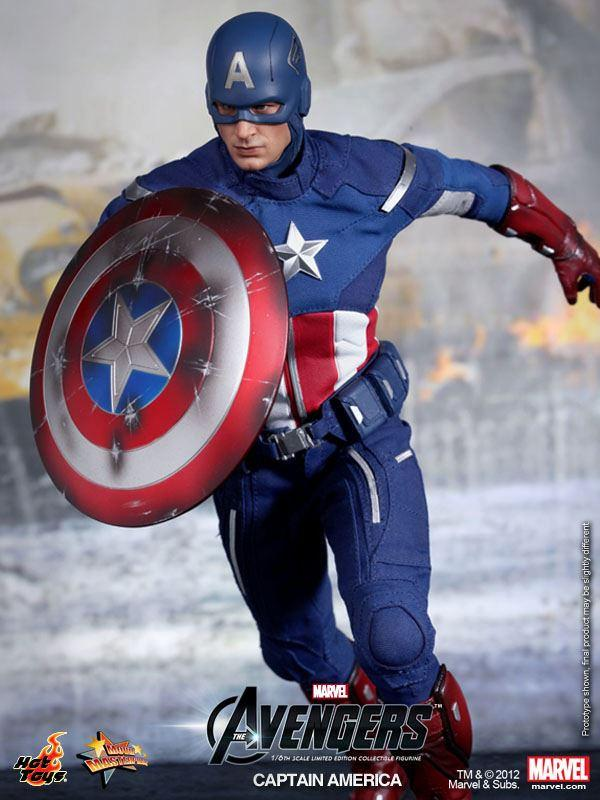 A
Prototype shown, final product may be slightly different
MARVEL
THE AVENGERS™
1/6TH SCALE LIMITED EDITION COLLECTIBLE FIGURINE
CAPTAIN AMERICA
Hot Toys
MOVIE MASTERPIECE
TM & © 2012
Marvel & Subs.
MARVEL
marvel.com